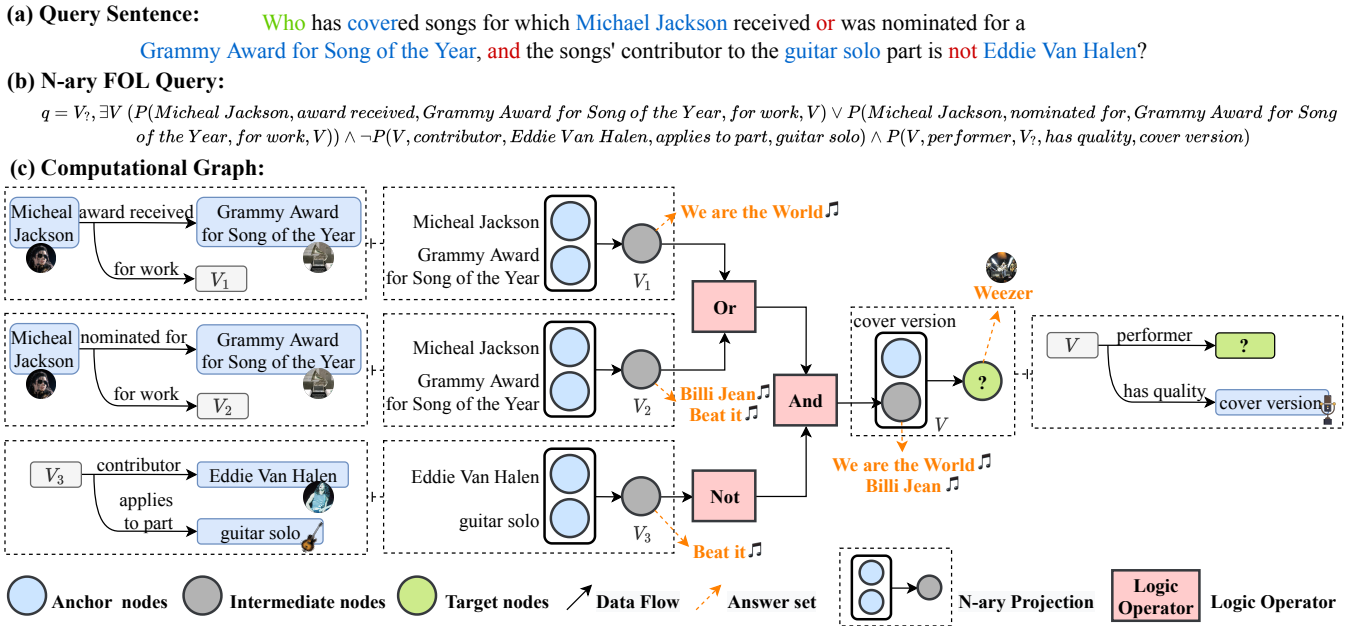 (a) Query Sentence:
Who has covered songs for which Michael Jackson received or was nominated for a
Grammy Award for Song of the Year, and the songs' contributor to the guitar solo part is not Eddie Van Halen?
(b) N-ary FOL Query:
q = V?, ∃V (P(Micheal Jackson, award received, Grammy Award for Song of the Year, for work, V) ∨ P(Micheal Jackson, nominated for, Grammy Award for Song
of the Year, for work, V)) ∧ ¬P(V, contributor, Eddie Van Halen, applies to part, guitar solo) ∧ P(V, performer, V?, has quality, cover version)
(c) Computational Graph:
Micheal
Jackson
award received
Grammy Award
for Song of the Year
for work
V1
Micheal Jackson
Grammy Award
for Song of the Year
V1
We are the World
Micheal
Jackson
nominated for
Grammy Award
for Song of the Year
for work
V2
Micheal Jackson
Grammy Award
for Song of the Year
V2
Billi Jean
Beat it
V3
contributor
Eddie Van Halen
applies
to part
guitar solo
Eddie Van Halen
guitar solo
V3
Beat it
Or
And
Not
cover version
V
?
Weezer
We are the World
Billi Jean
V
performer
?
has quality
cover version
Anchor nodes
Intermediate nodes
Target nodes
Data Flow
Answer set
N-ary Projection
Logic
Operator
Logic Operator